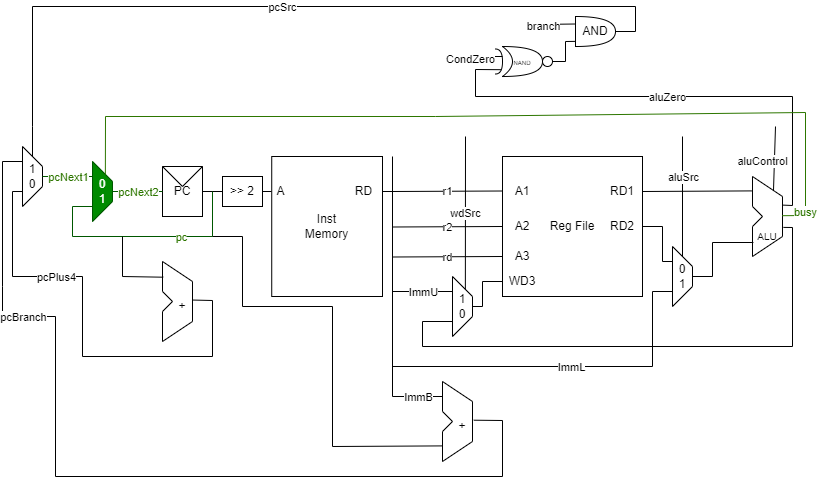 pcSrc
branch
AND
CondZero
NAND
aluZero
1
0
pcNext1
0
1
pcNext2
PC
>> 2
A
RD
Inst
Memory
r1
r2
rd
wdSrc
A1
A2
A3
WD3
RD1
RD2
Reg File
aluSrc
aluControl
ALU
busy
pc
pcPlus4
+
pcBranch
ImmU
1
0
0
1
ImmL
ImmB
+